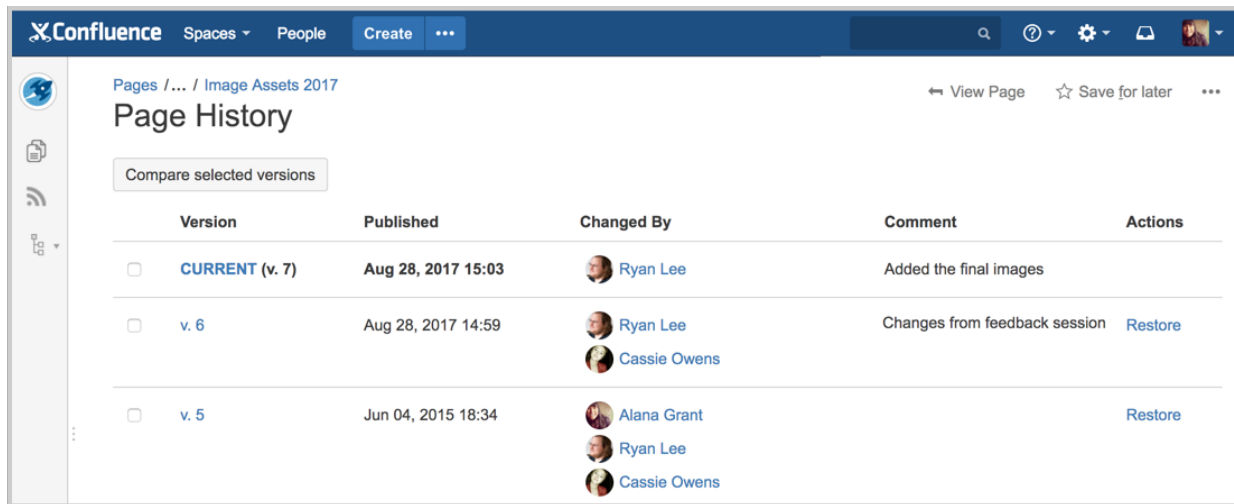 Confluence Spaces People Create
Pages /... / Image Assets 2017
View Page Save for later
Page History
Compare selected versions
Version Published Changed By Comment Actions
CURRENT (v. 7) Aug 28, 2017 15:03 Ryan Lee Added the final images
v. 6 Aug 28, 2017 14:59 Ryan Lee Changes from feedback session Restore
Cassie Owens
v. 5 Jun 04, 2015 18:34 Alana Grant Restore
Ryan Lee
Cassie Owens